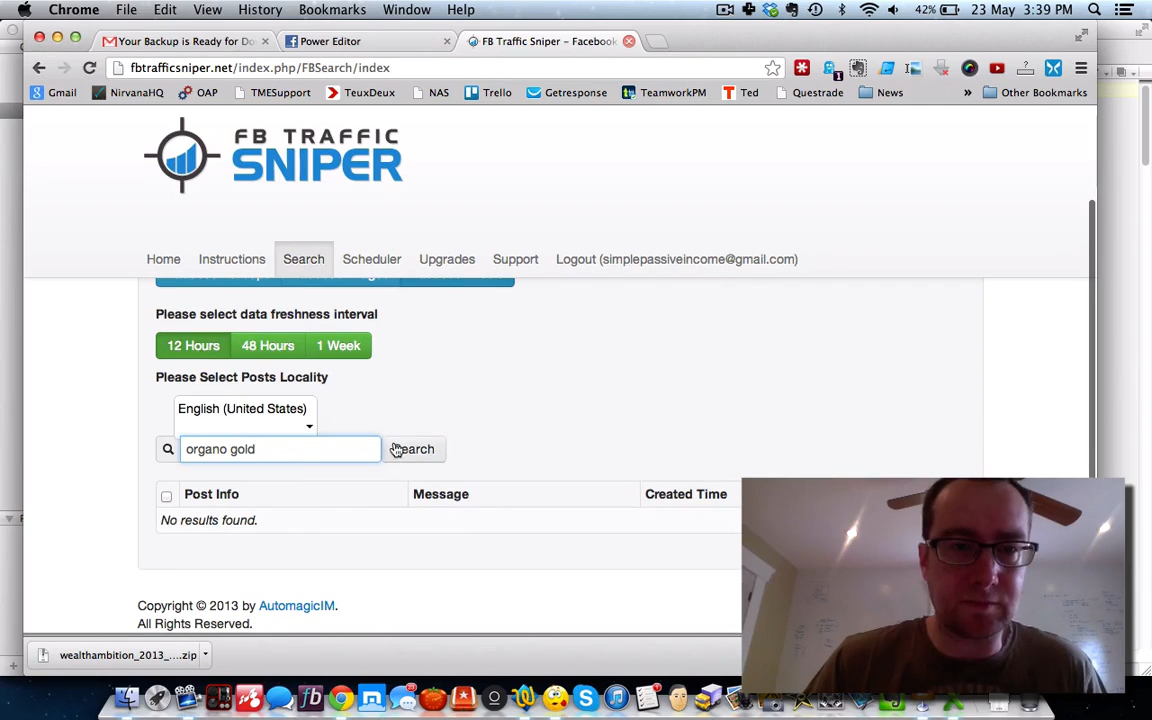 Chrome File Edit View History Bookmarks Window Help 42% 23 May 3:39 PM
Your Backup is Ready for Do
Power Editor
FB Traffic Sniper – Facebook
fbtrafficsniper.net/index.php/FBSearch/index
Gmail NirvanaHQ OAP TMESupport TeuxDeux NAS Trello Getresponse TeamworkPM Ted Questrade News » Other Bookmarks
FB TRAFFIC
SNIPER
Home Instructions Search Scheduler Upgrades Support Logout (simplepassiveincome@gmail.com)
Please select data freshness interval
12 Hours 48 Hours 1 Week
Please Select Posts Locality
English (United States)
organo gold
Post Info Message Created Time
No results found.
Copyright © 2013 by AutomagicIM.
All Rights Reserved.
wealthambition_2013_....zip